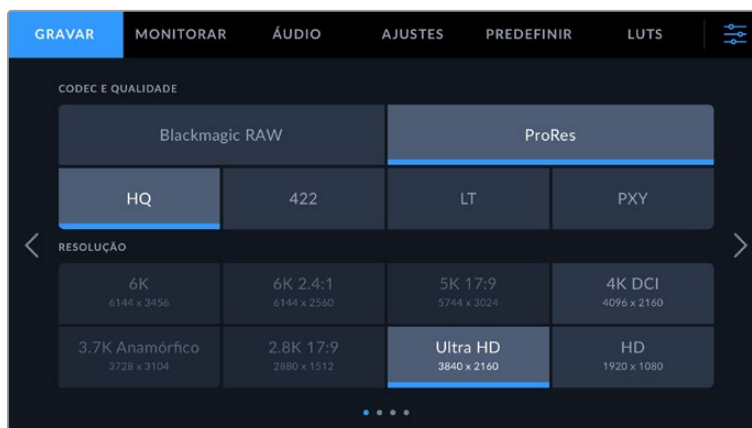 GRAVAR MONITORAR ÁUDIO AJUSTES PREDEFINIR LUTS
CODEC E QUALIDADE
Blackmagic RAW ProRes
HQ 422 LT PXY
RESOLUÇÃO
6K 6K 2.4:1 5K 17:9 4K DCI
6144 x 3456 6144 x 2560 5744 x 3024 4096 x 2160
3.7K Anamórfico 2.8K 17:9 Ultra HD HD
3728 x 3104 2880 x 1512 3840 x 2160 1920 x 1080